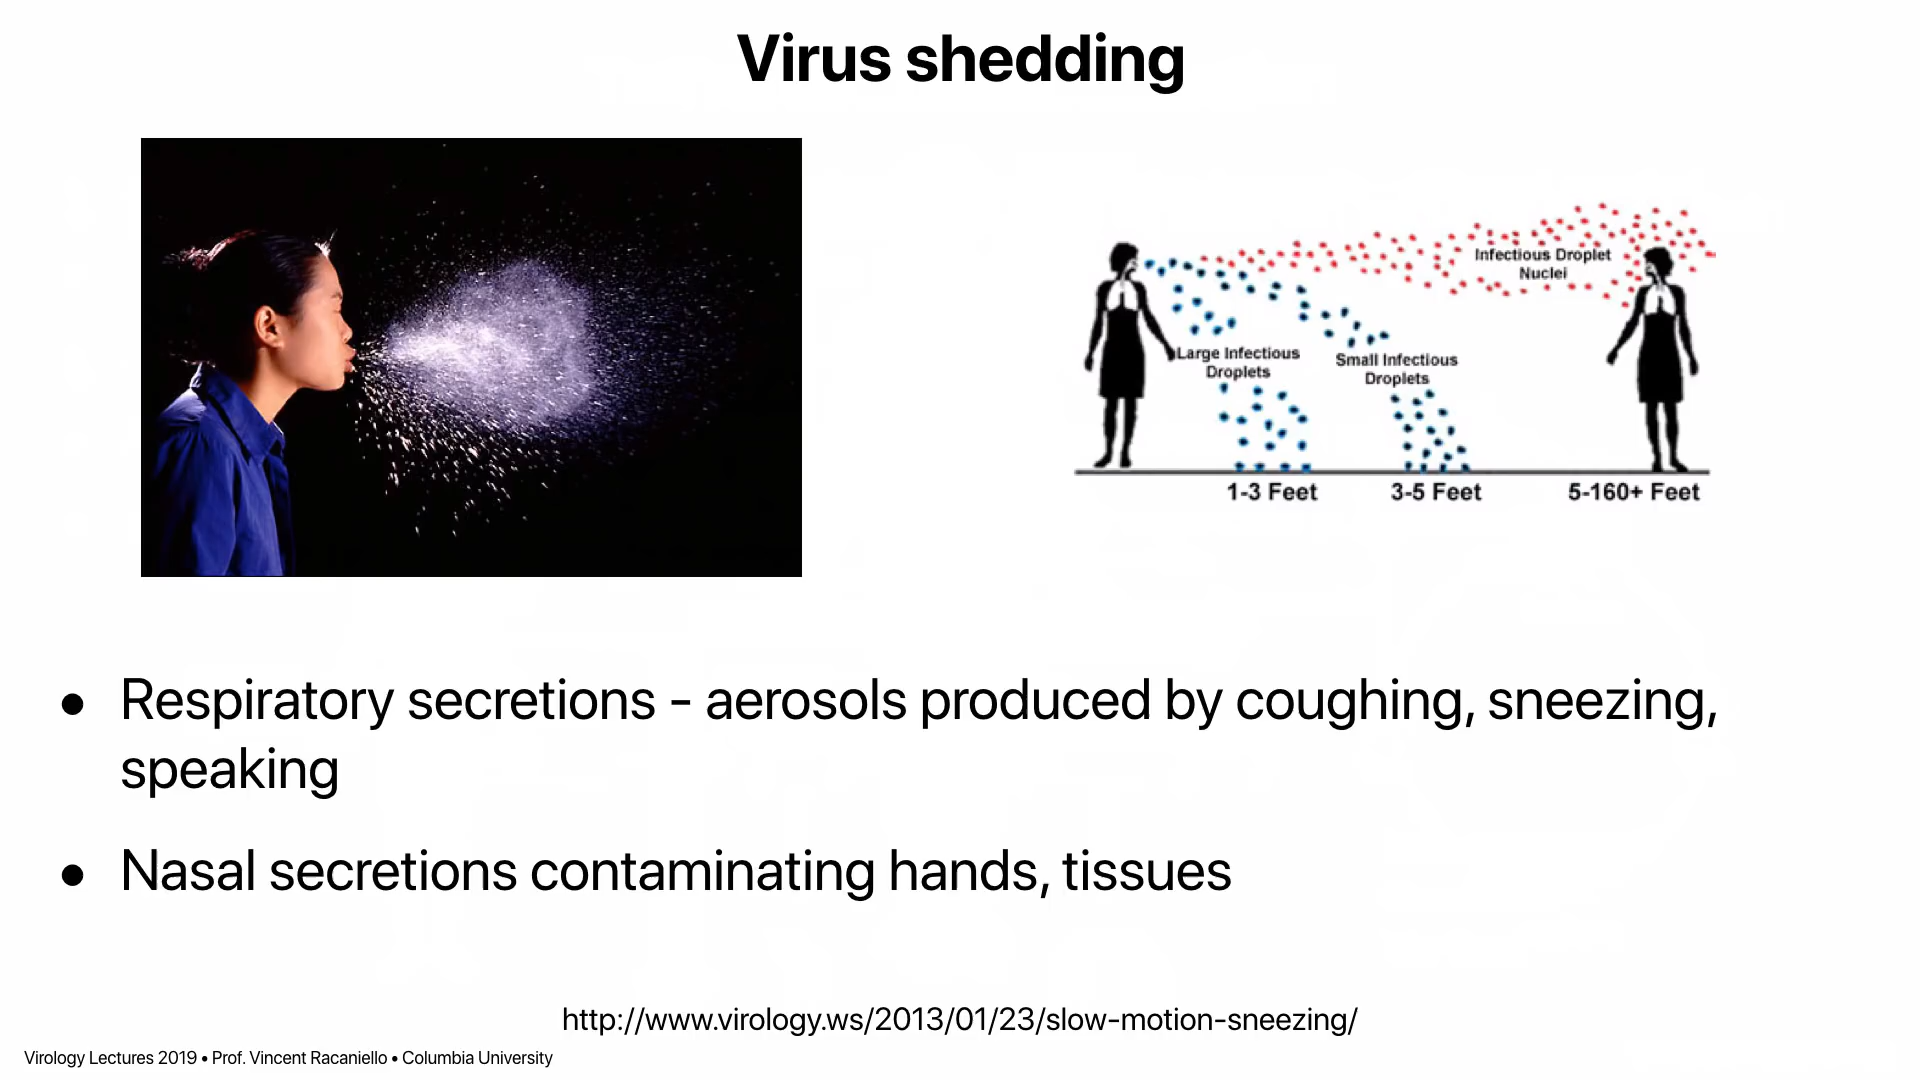 Virus shedding
Infectious Droplet
Nuclei
Large Infectious
Droplets
Small Infectious
Droplets
1-3 Feet
3-5 Feet
5-160+ Feet
• Respiratory secretions - aerosols produced by coughing, sneezing,
speaking
• Nasal secretions contaminating hands, tissues
http://www.virology.ws/2013/01/23/slow-motion-sneezing/
Virology Lectures 2019 • Prof. Vincent Racaniello • Columbia University